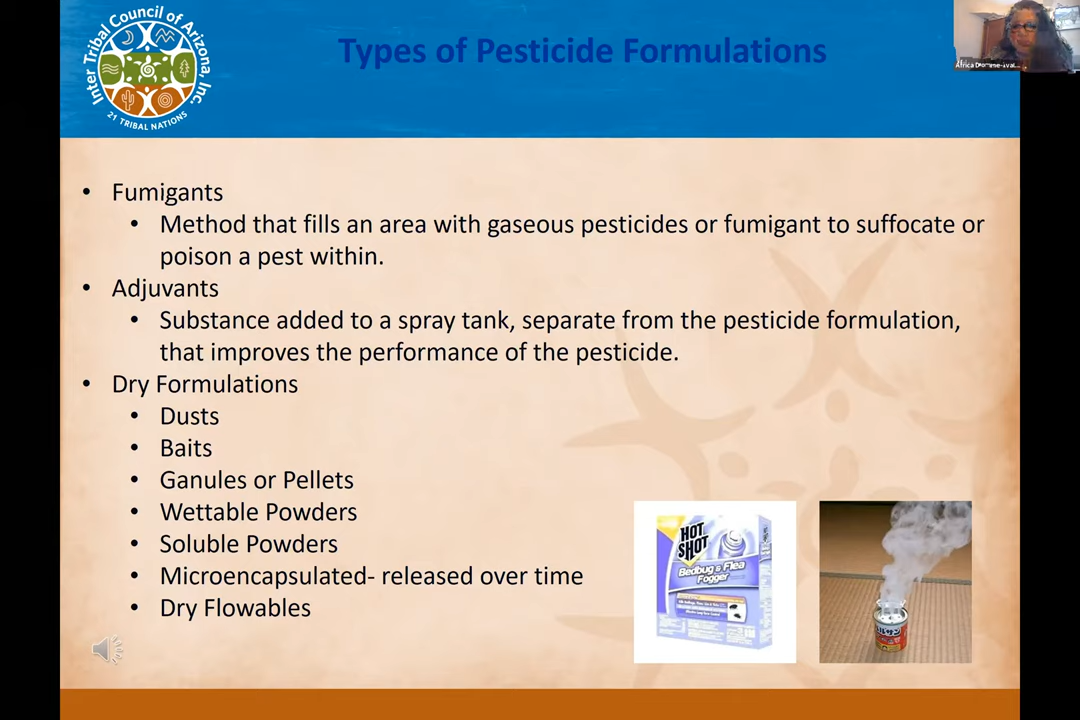 Inter Tribal Council of Arizona, Inc.
21 TRIBAL NATIONS
Types of Pesticide Formulations
• Fumigants
• Method that fills an area with gaseous pesticides or fumigant to suffocate or
poison a pest within.
• Adjuvants
• Substance added to a spray tank, separate from the pesticide formulation,
that improves the performance of the pesticide.
• Dry Formulations
• Dusts
• Baits
• Ganules or Pellets
• Wettable Powders
• Soluble Powders
• Microencapsulated- released over time
• Dry Flowables
HOT
SHOT
Bedbug & Flea
Fogger